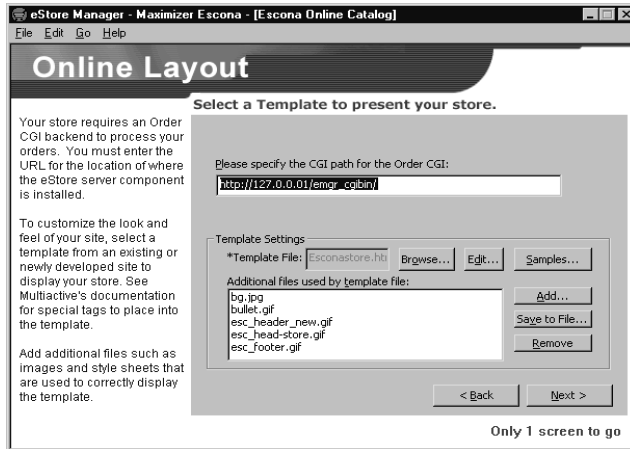 eStore Manager - Maximizer Escona - [Escona Online Catalog]
File Edit Go Help
Online Layout
Select a Template to present your store.
Your store requires an Order
CGI backend to process your
orders. You must enter the
URL for the location of where
the eStore server component
is installed.
To customize the look and
feel of your site, select a
template from an existing or
newly developed site to
display your store. See
Multiactive's documentation
for special tags to place into
the template.
Add additional files such as
images and style sheets that
are used to correctly display
the template.
Please specify the CGI path for the Order CGI:
http://127.0.0.01/emgr_cgibin/
Template Settings
*Template File: Esconastore.ht Browse... Edit... Samples...
Additional files used by template file:
bg.jpg
bullet.gif
esc_header_new.gif
esc_head-store.gif
esc_footer.gif
Add...
Save to File...
Remove
< Back Next >
Only 1 screen to go